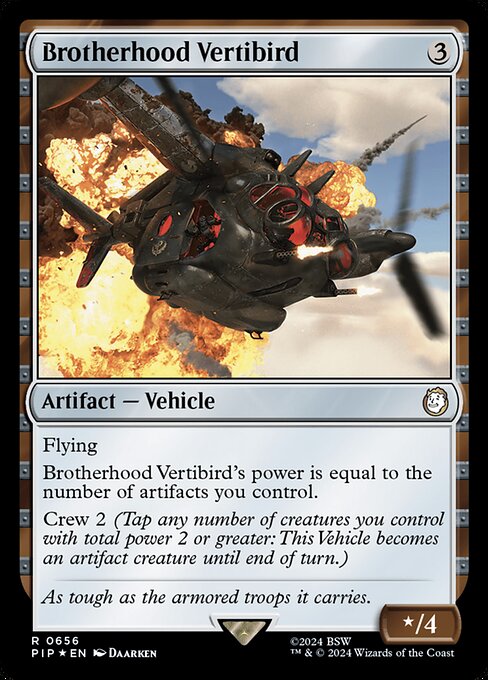 Brotherhood Vertibird 3
Artifact — Vehicle
Flying
Brotherhood Vertibird's power is equal to the
number of artifacts you control.
Crew 2 (Tap any number of creatures you control
with total power 2 or greater: This Vehicle becomes
an artifact creature until end of turn.)
As tough as the armored troops it carries.
*/4
R 0656
PIP ★ EN Daarken
©2024 BSW
™ & © 2024 Wizards of the Coast